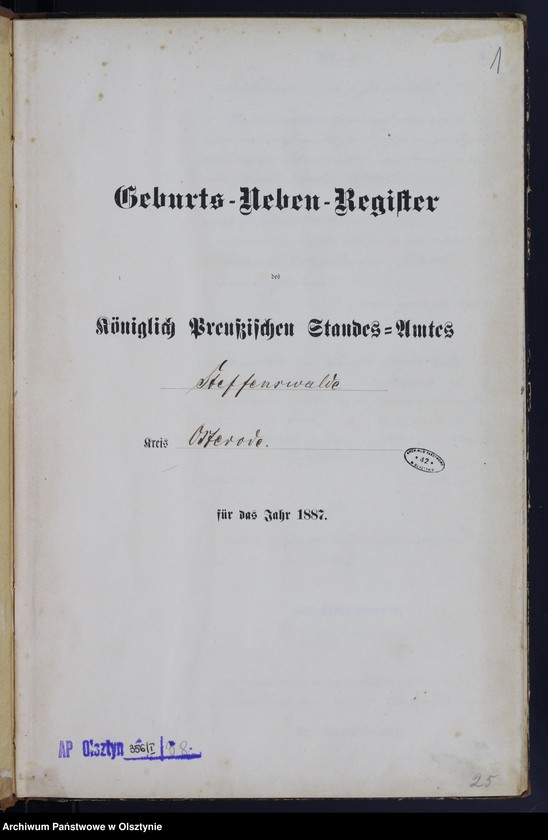 1
Geburts-Neben-Register
des
Königlich Preußischen Standes=Amtes
Steffenswalde
Kreis Osterode.
für das Jahr 1887.
42
AP Olsztyn 356/I
25
Archiwum Państwowe w Olsztynie